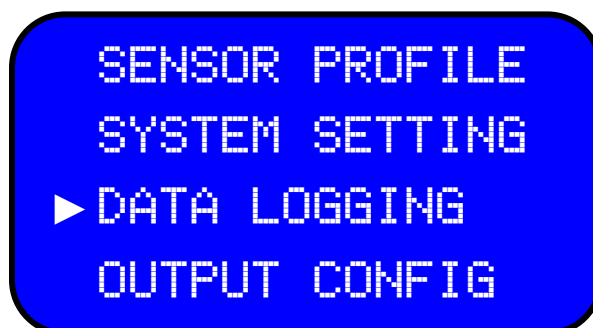 SENSOR PROFILE
SYSTEM SETTING
►DATA LOGGING
OUTPUT CONFIG